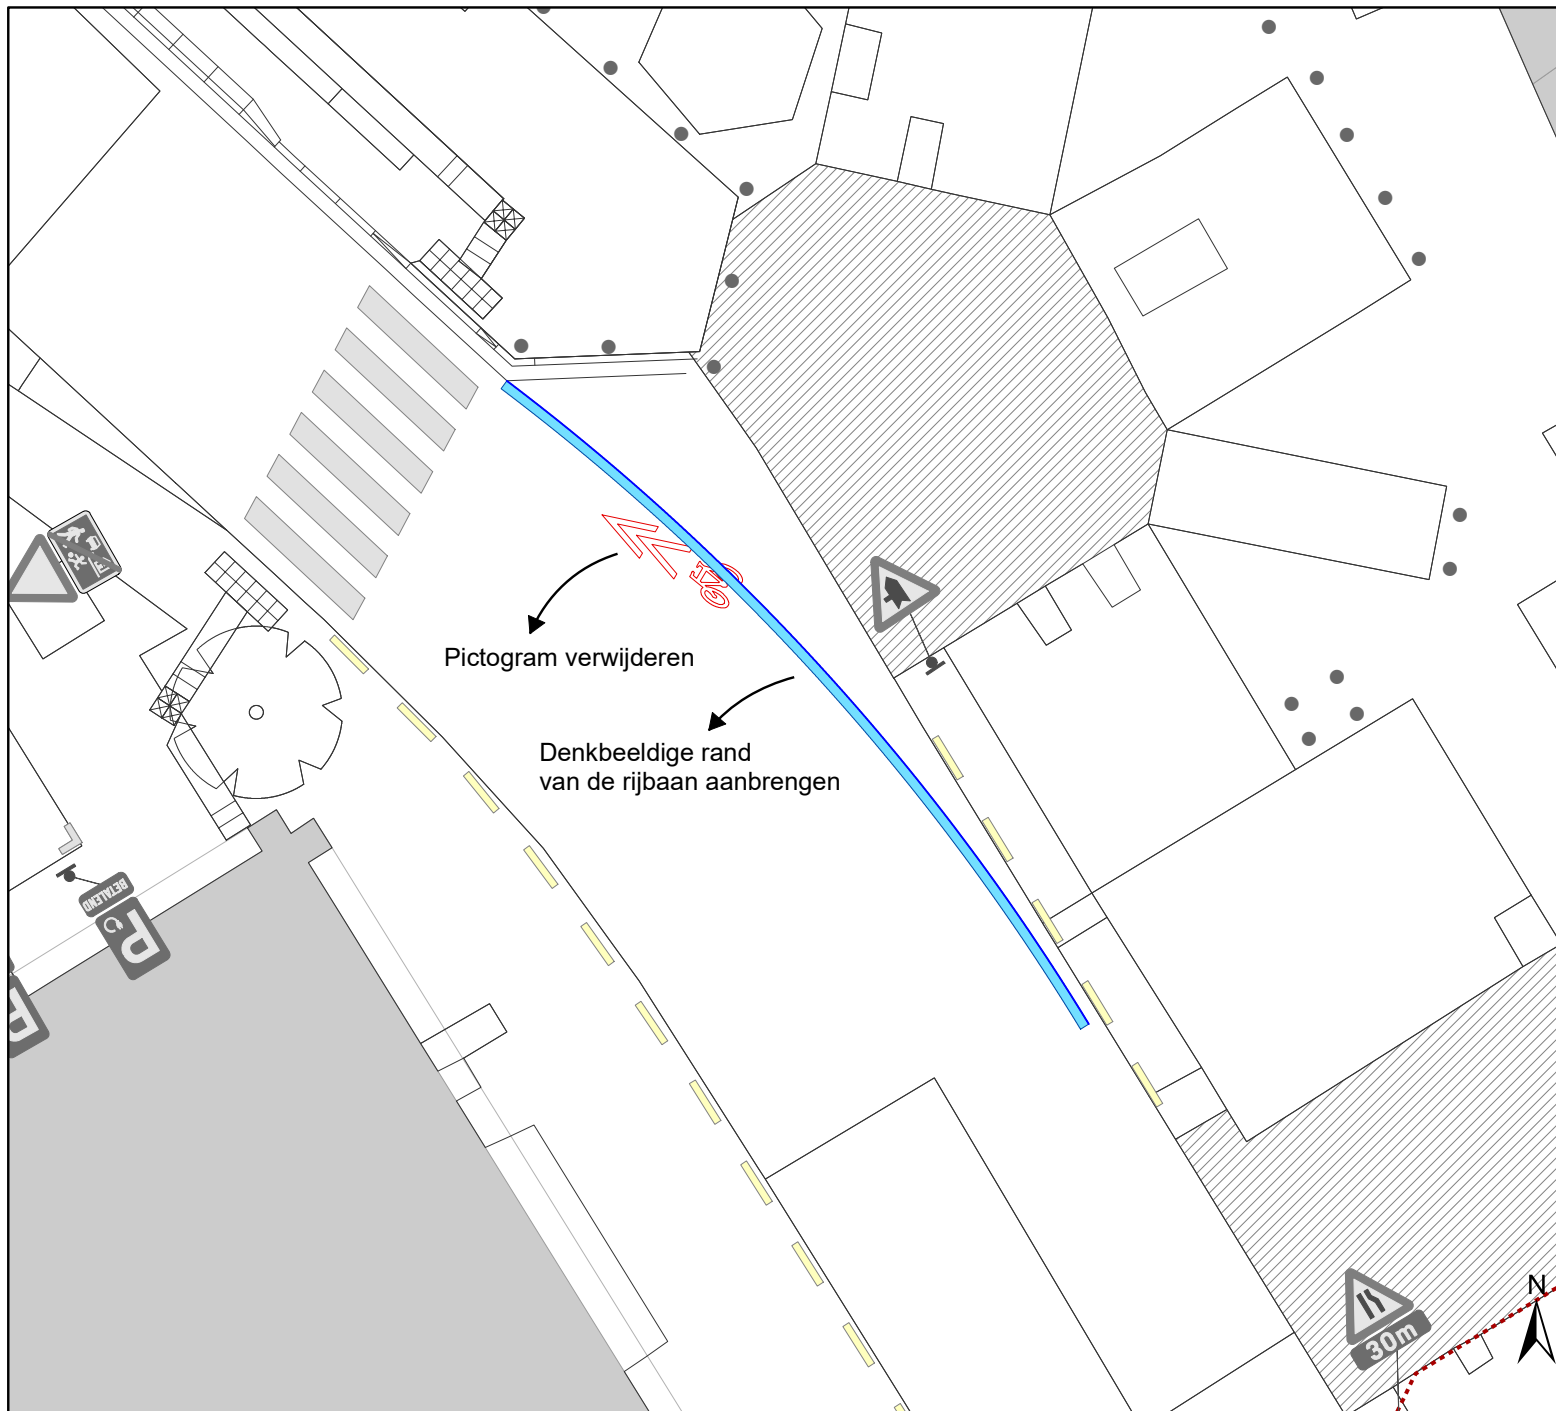 Pictogram verwijderen
Denkbeeldige rand
van de rijbaan aanbrengen
BETALEND
P
P
30m
N